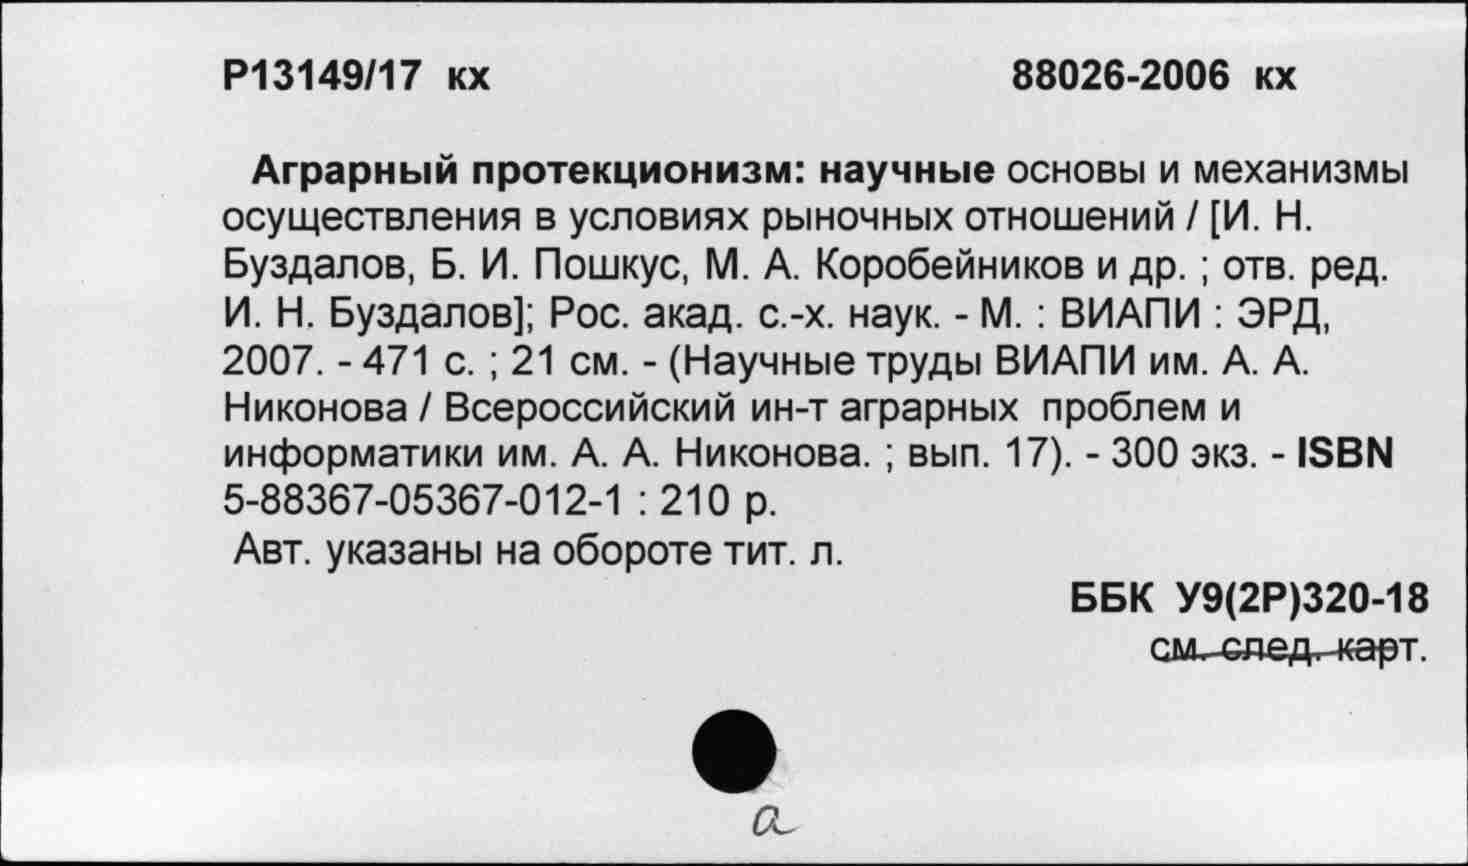 Р13149/17 кх 88026-2006 кх
Аграрный протекционизм: научные основы и механизмы
осуществления в условиях рыночных отношений / [И. Н.
Буздалов, Б. И. Пошкус, М. А. Коробейников и др. ; отв. ред.
И. Н. Буздалов]; Рос. акад. с.-х. наук. - М. : ВИАПИ : ЭРД,
2007. - 471 с. ; 21 см. - (Научные труды ВИАПИ им. А. А.
Никонова / Всероссийский ин-т аграрных проблем и
информатики им. А. А. Никонова. ; вып. 17). - 300 экз. - ISBN
5-88367-05367-012-1 : 210 р.
Авт. указаны на обороте тит. л.
ББК У9(2Р)320-18
см. след. карт.
а